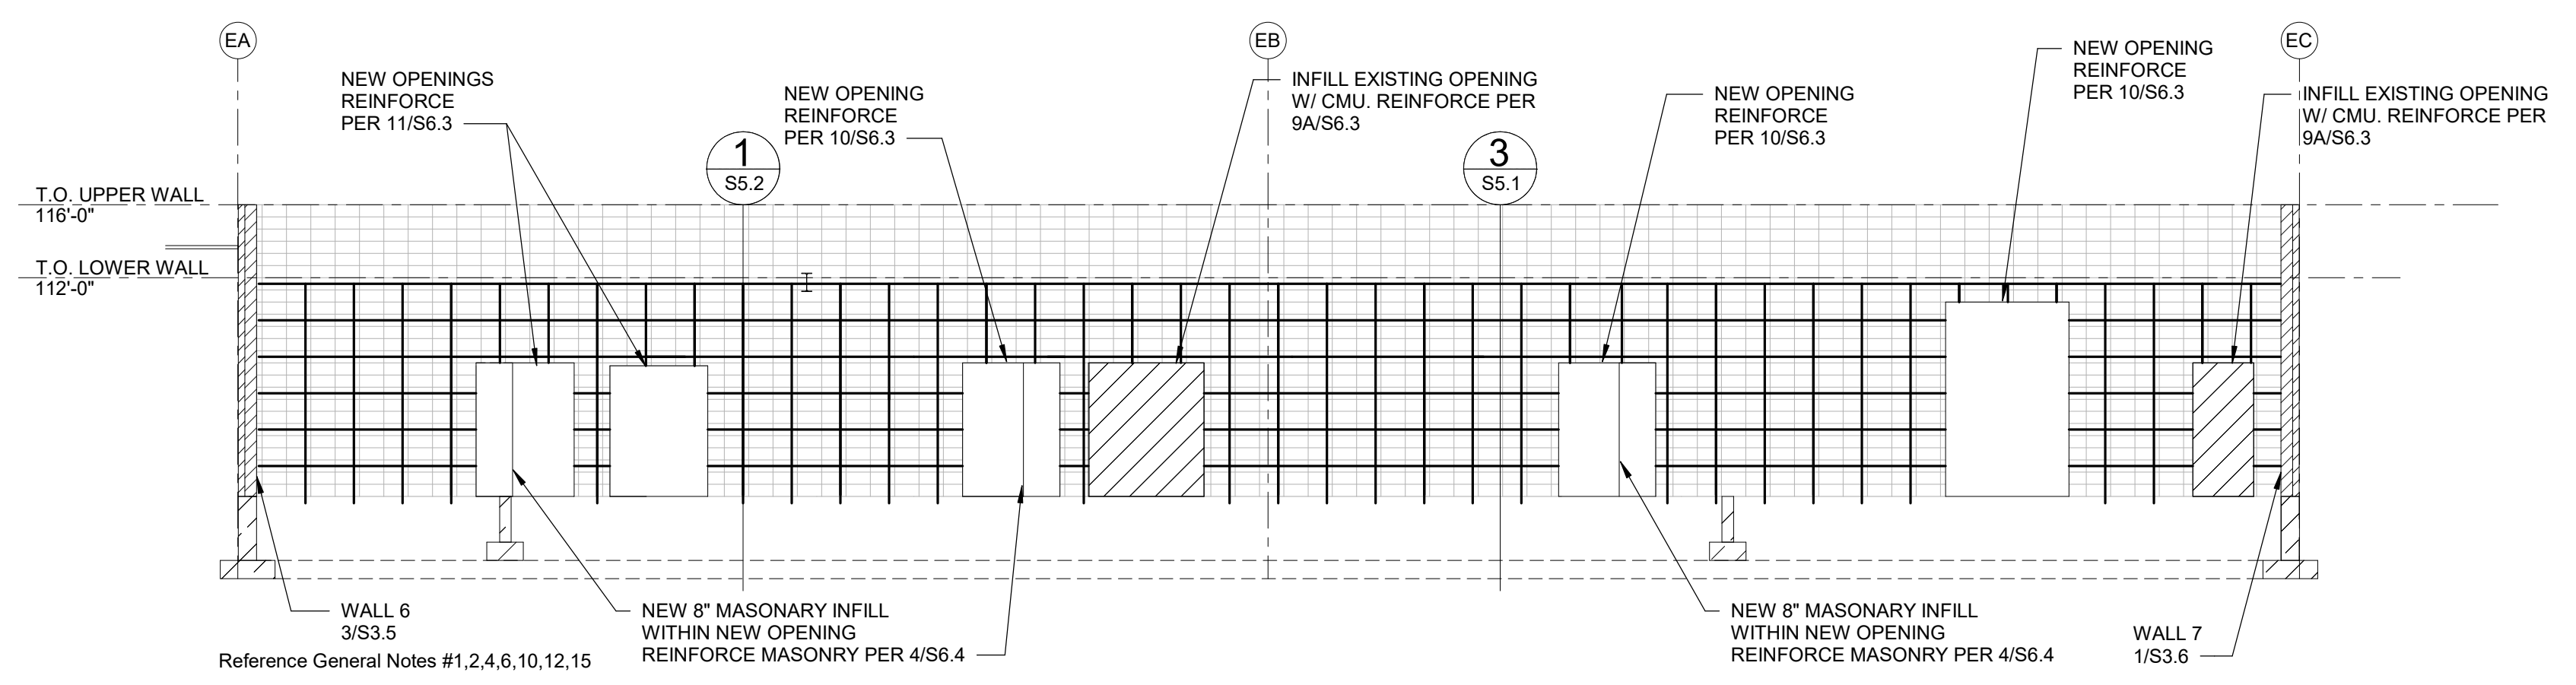 EA
EB
EC
NEW OPENINGS
REINFORCE
PER 11/S6.3
NEW OPENING
REINFORCE
PER 10/S6.3
INFILL EXISTING OPENING
W/ CMU. REINFORCE PER
9A/S6.3
NEW OPENING
REINFORCE
PER 10/S6.3
NEW OPENING
REINFORCE
PER 10/S6.3
INFILL EXISTING OPENING
W/ CMU. REINFORCE PER
9A/S6.3
1
S5.2
3
S5.1
T.O. UPPER WALL
116'-0"
T.O. LOWER WALL
112'-0"
WALL 6
3/S3.5
Reference General Notes #1,2,4,6,10,12,15
NEW 8" MASONARY INFILL
WITHIN NEW OPENING
REINFORCE MASONRY PER 4/S6.4
NEW 8" MASONARY INFILL
WITHIN NEW OPENING
REINFORCE MASONRY PER 4/S6.4
WALL 7
1/S3.6